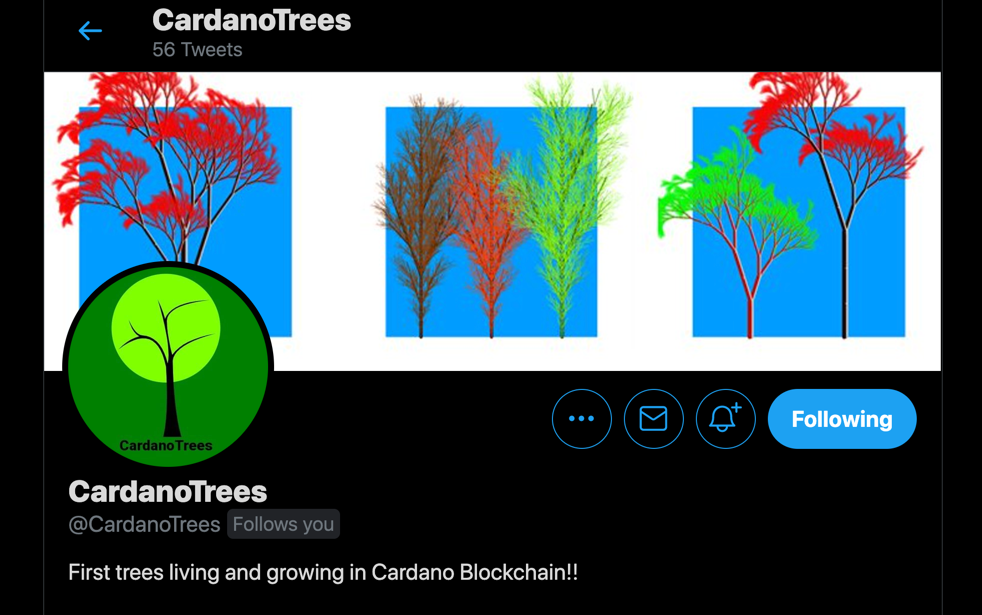 CardanoTrees
56 Tweets
CardanoTrees
Following
CardanoTrees
@CardanoTrees Follows you
First trees living and growing in Cardano Blockchain!!